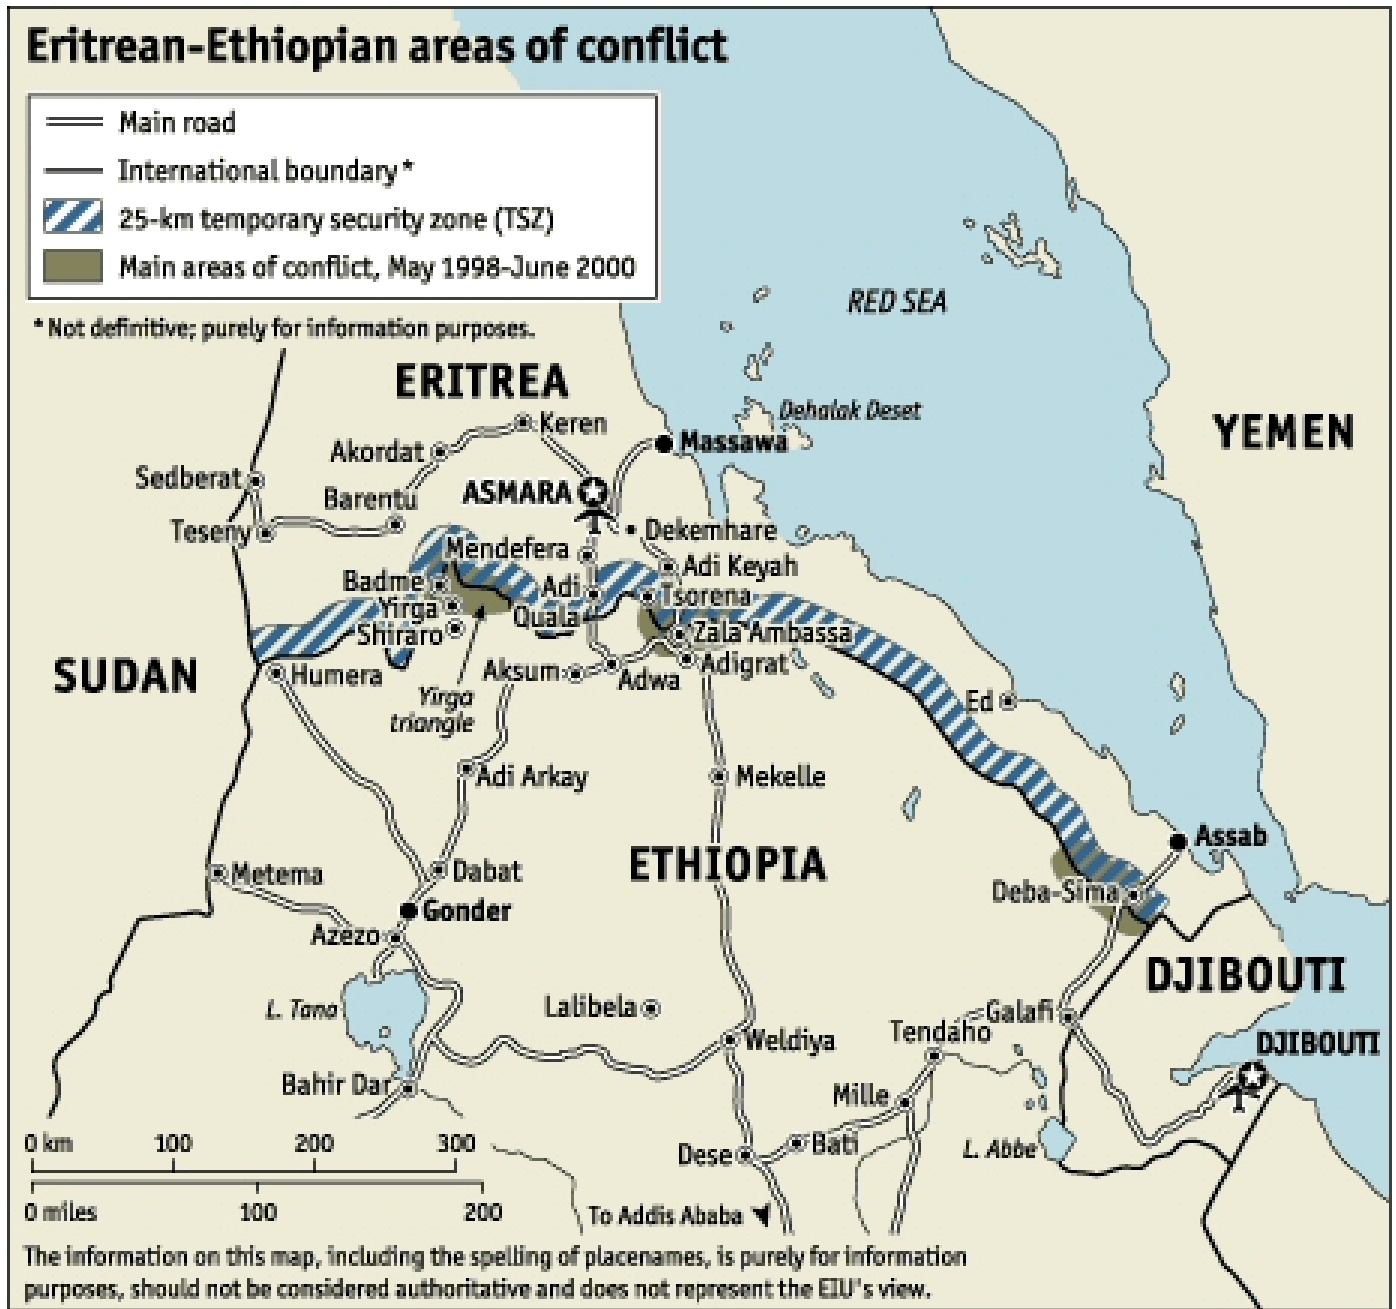 Eritrean-Ethiopian areas of conflict
Main road
International boundary*
25-km temporary security zone (TSZ)
Main areas of conflict, May 1998-June 2000
* Not definitive; purely for information purposes.
RED SEA
ERITREA
Dehalak Deset
Keren
YEMEN
Akordat
Massawa
Sedberat
Barentu
ASMARA
Teseny
Dekemhare
Mendefera
Adi Keyah
Badme
Adi
Quala
Tsorena
Yirga
Shiraro
Zala Ambassa
SUDAN
Humera
Aksum
Adwa
Adigrat
Yirga
triangle
Ed
Adi Arkay
Mekelle
Assab
ETHIOPIA
Metema
Dabat
Deba-Sima
Gonder
Azezo
DJIBOUTI
L. Tana
Lalibela
Galafi
Tendaho
Weldiya
DJIBOUTI
Bahir Dar
Mille
Bati
Dese
L. Abbe
0 km 100 200 300
0 miles 100 200
To Addis Ababa
The information on this map, including the spelling of placenames, is purely for information
purposes, should not be considered authoritative and does not represent the EIU's view.